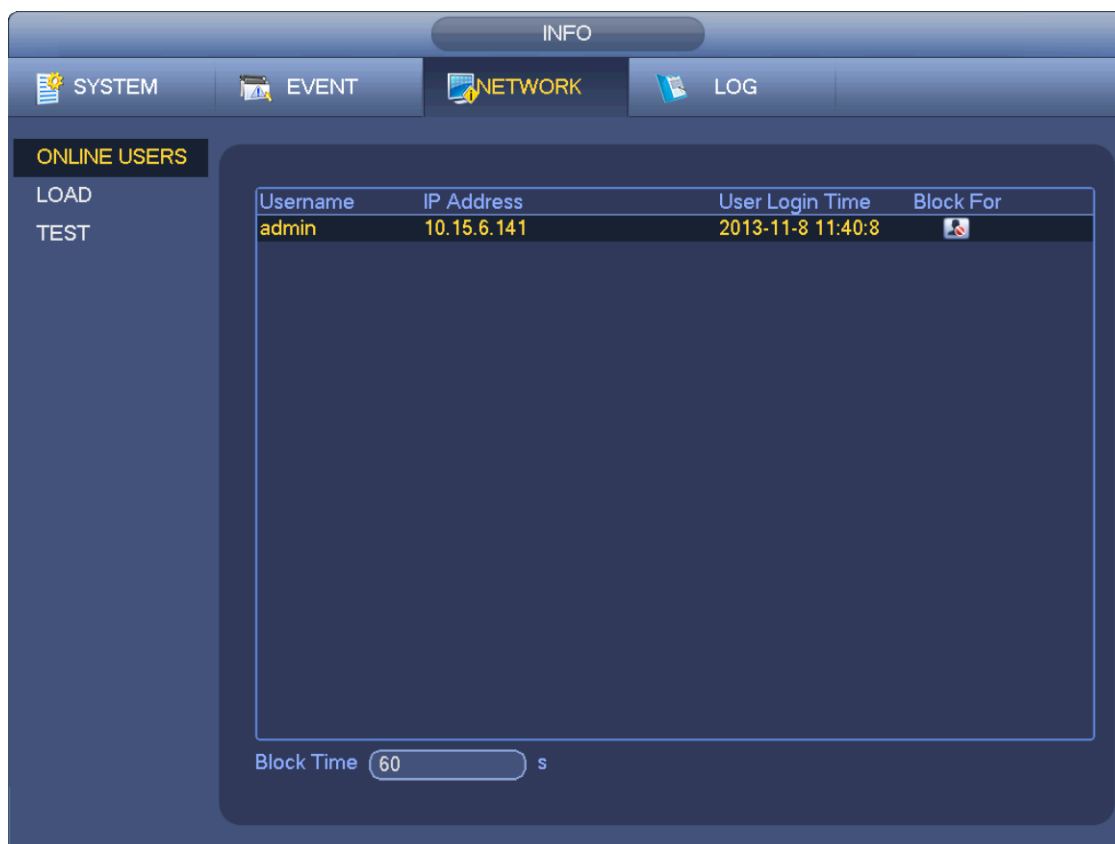 INFO
SYSTEM EVENT NETWORK LOG
ONLINE USERS
LOAD
TEST
Username IP Address User Login Time Block For
admin 10.15.6.141 2013-11-8 11:40:8
Block Time 60 s